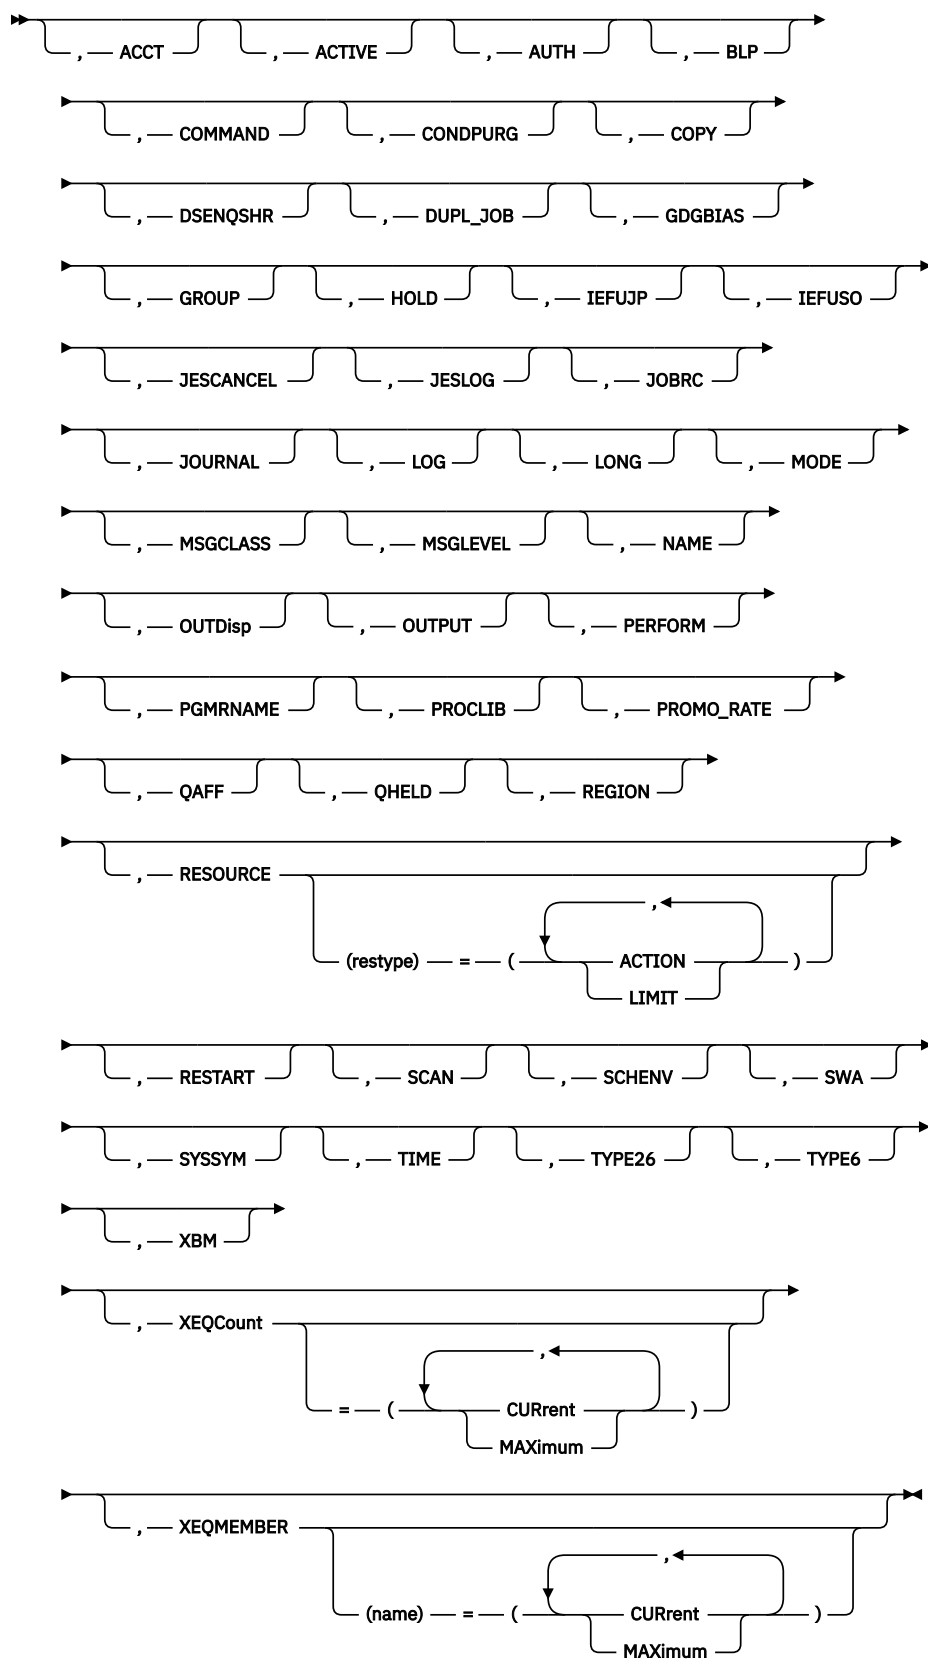 , — ACCT , — ACTIVE , — AUTH , — BLP
, — COMMAND , — CONDPURG , — COPY
, — DSENQSHR , — DUPL_JOB , — GDGBIAS
, — GROUP , — HOLD , — IEFUJP , — IEFUSO
, — JESCANCEL , — JESLOG , — JOBRC
, — JOURNAL , — LOG , — LONG , — MODE
, — MSGCLASS , — MSGLEVEL , — NAME
, — OUTDisp , — OUTPUT , — PERFORM
, — PGMRNAME , — PROCLIB , — PROMO_RATE
, — QAFF , — QHELD , — REGION
, — RESOURCE
,
(restype) — = — ( ACTION )
LIMIT
, — RESTART , — SCAN , — SCHENV , — SWA
, — SYSSYM , — TIME , — TYPE26 , — TYPE6
, — XBM
, — XEQCount
,
= — ( CURrent )
MAXimum
, — XEQMEMBER
,
(name) — = — ( CURrent )
MAXimum